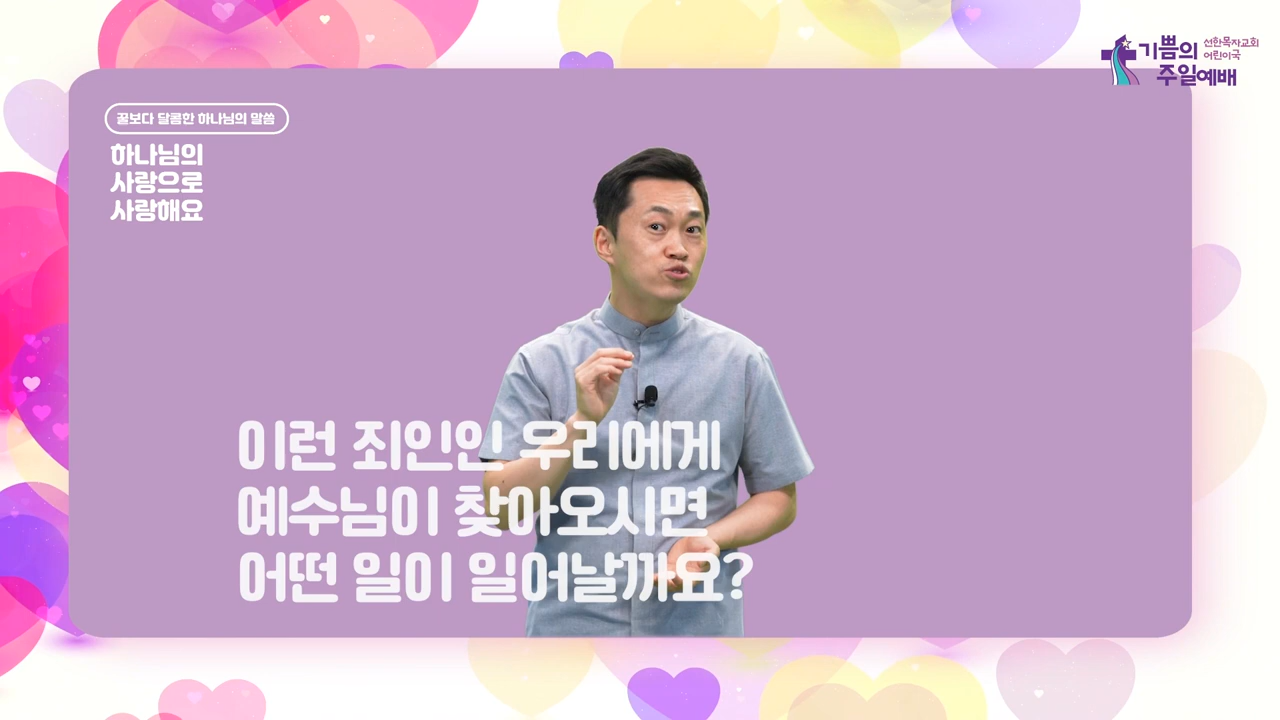 기쁨의
주일예배
선한목자교회
어린이국
꿀보다 달콤한 하나님의 말씀
하나님의
사랑으로
사랑해요
이런 죄인인 우리에게
예수님이 찾아오시면
어떤 일이 일어날까요?